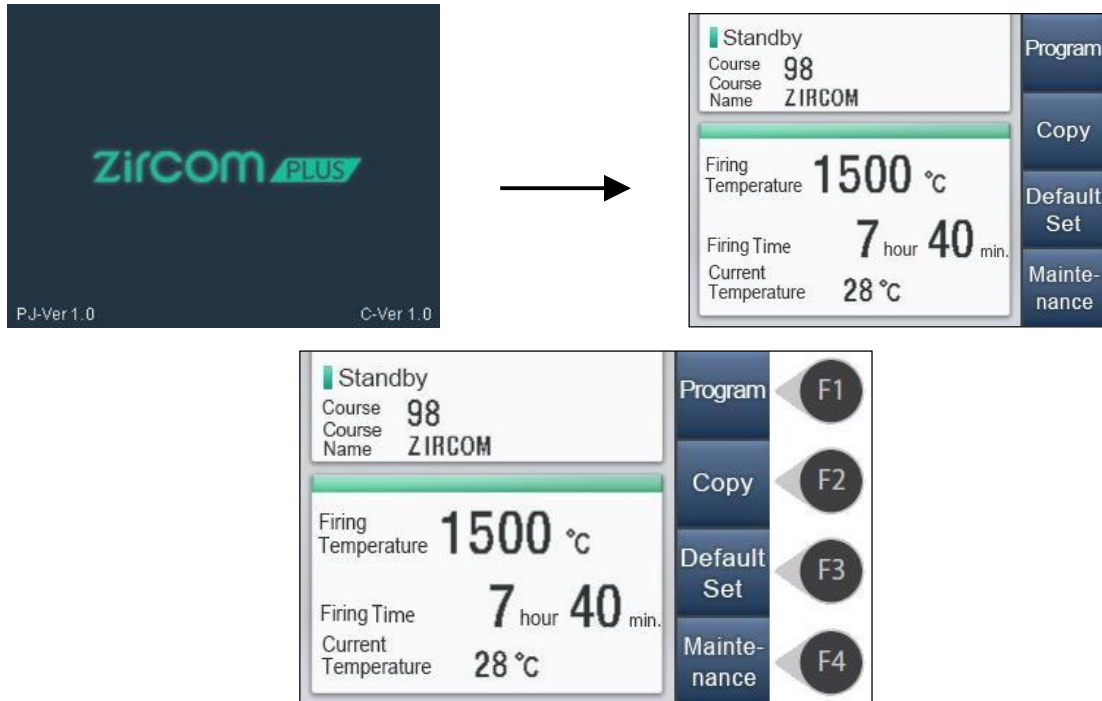 zircom PLUS
PJ-Ver 1.0
C-Ver 1.0
Standby
Course 98
Course Name ZIRCOM
Firing Temperature 1500 °C
Firing Time 7 hour 40 min.
Current Temperature 28 °C
Program
Copy
Default
Set
Mainte-
nance
Standby
Course 98
Course Name ZIRCOM
Firing Temperature 1500 °C
Firing Time 7 hour 40 min.
Current Temperature 28 °C
Program
F1
Copy
F2
Default
Set
F3
Mainte-
nance
F4